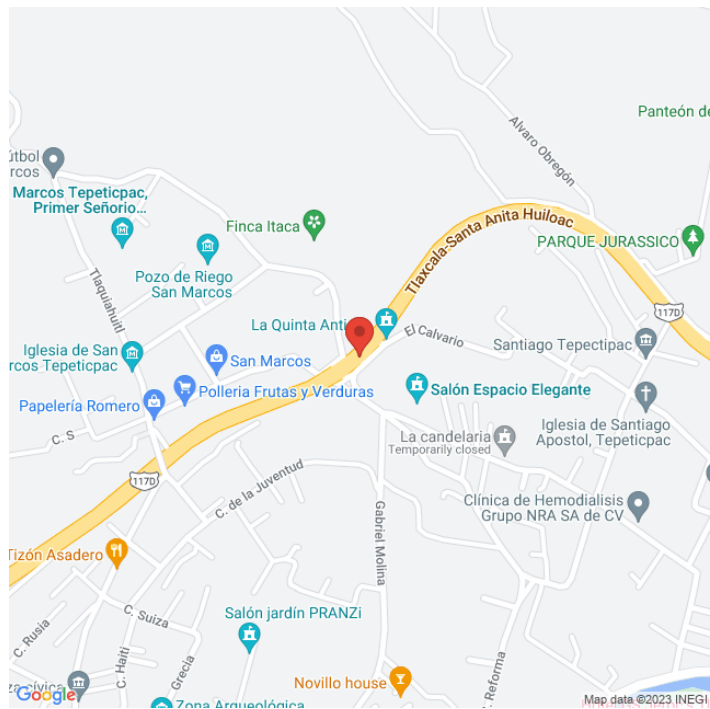 Panteón de
Alvaro Obregón
útbol
rcos
Marcos Tepeticpac,
Primer Señorio...
Finca Itaca
Tlaxcala-Santa Anita Huiloac
PARQUE JURASSICO
Pozo de Riego
San Marcos
Tlaquiahuitl
117D
La Quinta Anti
El Calvario
Santiago Tepectipac
Iglesia de San
rcos Tepeticpac
San Marcos
Polleria Frutas y Verduras
Salón Espacio Elegante
Papelería Romero
Iglesia de Santiago
Apostol, Tepeticpac
C. S
La candelaria
Temporarily closed
117D
C. de la Juventud
Clínica de Hemodialisis
Grupo NRA SA de CV
Gabriel Molina
Tizón Asadero
C. Suiza
Salón jardín PRANZi
C. Rusia
C. Haití
Grecia
C. Reforma
Novillo house
za cívica
Zona Arqueológica
Google
Map data ©2023 INEGI